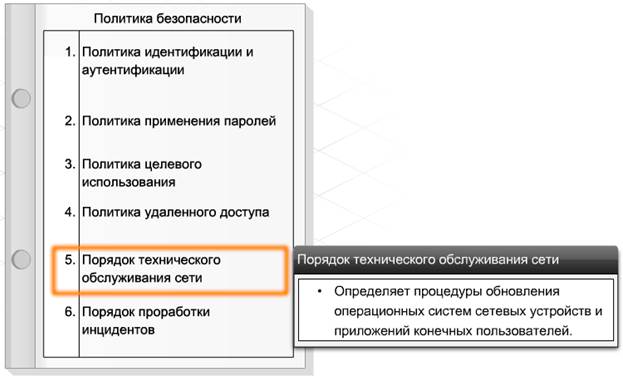 Политика безопасности
1. Политика идентификации и
аутентификации
2. Политика применения паролей
3. Политика целевого
использования
4. Политика удаленного доступа
5. Порядок технического
обслуживания сети
6. Порядок проработки
инцидентов
Порядок технического обслуживания сети
• Определяет процедуры обновления
операционных систем сетевых устройств и
приложений конечных пользователей.